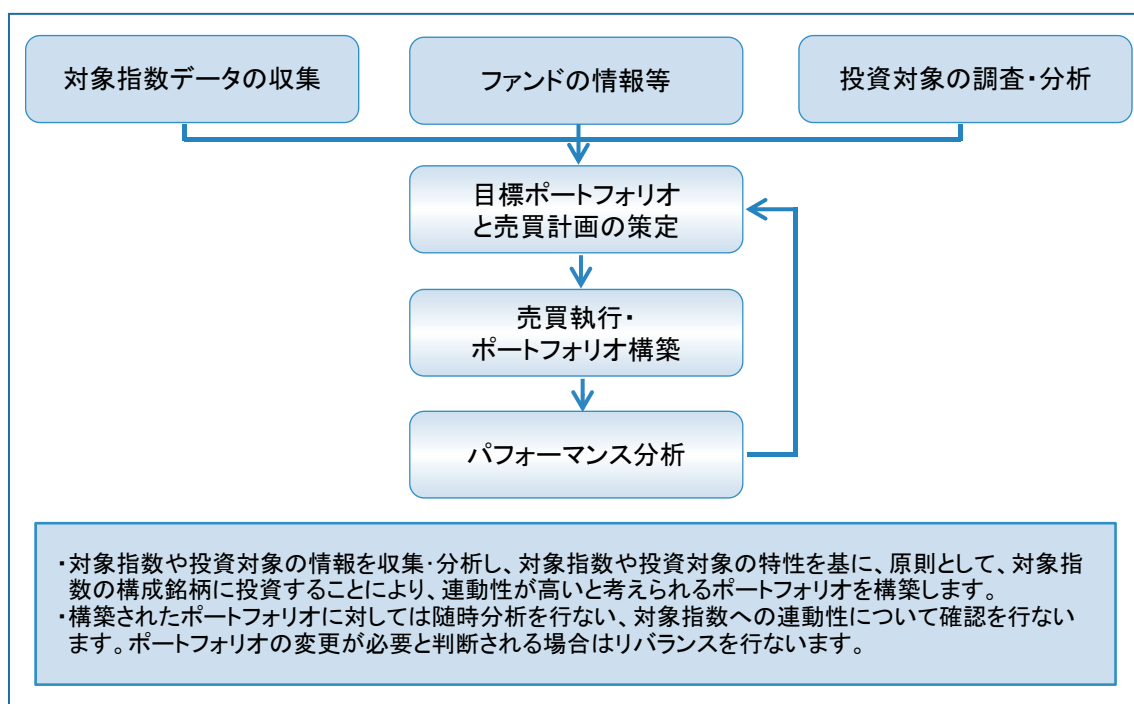 対象指数データの収集
ファンドの情報等
投資対象の調査・分析
目標ポートフォリオ
と売買計画の策定
売買執行・
ポートフォリオ構築
パフォーマンス分析
・対象指数や投資対象の情報を収集・分析し、対象指数や投資対象の特性を基に、原則として、対象指
数の構成銘柄に投資することにより、連動性が高いと考えられるポートフォリオを構築します。
・構築されたポートフォリオに対しては随時分析を行ない、対象指数への連動性について確認を行ない
ます。ポートフォリオの変更が必要と判断される場合はリバランスを行ないます。